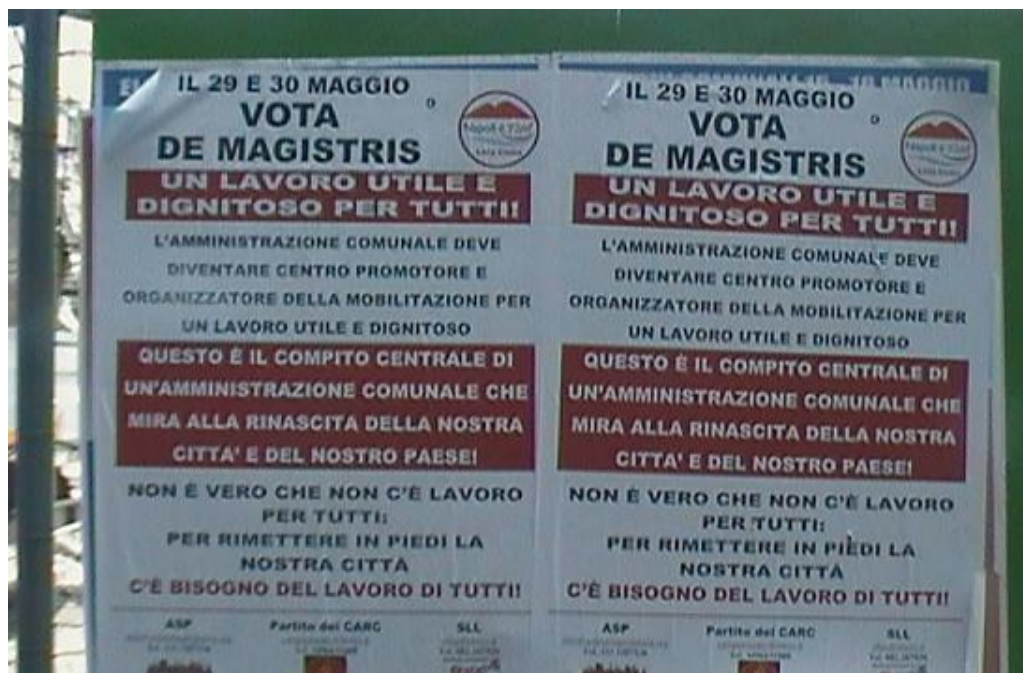 IL 29 E 30 MAGGIO
VOTA
DE MAGISTRIS
Napoli è Tua!
UN LAVORO UTILE E
DIGNITOSO PER TUTTI!
L'AMMINISTRAZIONE COMUNALE DEVE
DIVENTARE CENTRO PROMOTORE E
ORGANIZZATORE DELLA MOBILITAZIONE PER
UN LAVORO UTILE E DIGNITOSO
QUESTO È IL COMPITO CENTRALE DI
UN'AMMINISTRAZIONE COMUNALE CHE
MIRA ALLA RINASCITA DELLA NOSTRA
CITTA' E DEL NOSTRO PAESE!
NON È VERO CHE NON C'È LAVORO
PER TUTTI:
PER RIMETTERE IN PIEDI LA
NOSTRA CITTÀ
C'È BISOGNO DEL LAVORO DI TUTTI!
ASP Partito dei CARC SLL
IL 29 E 30 MAGGIO
VOTA
DE MAGISTRIS
Napoli è Tua!
UN LAVORO UTILE E
DIGNITOSO PER TUTTI!
L'AMMINISTRAZIONE COMUNALE DEVE
DIVENTARE CENTRO PROMOTORE E
ORGANIZZATORE DELLA MOBILITAZIONE PER
UN LAVORO UTILE E DIGNITOSO
QUESTO È IL COMPITO CENTRALE DI
UN'AMMINISTRAZIONE COMUNALE CHE
MIRA ALLA RINASCITA DELLA NOSTRA
CITTA' E DEL NOSTRO PAESE!
NON È VERO CHE NON C'È LAVORO
PER TUTTI:
PER RIMETTERE IN PIEDI LA
NOSTRA CITTÀ
C'È BISOGNO DEL LAVORO DI TUTTI!
ASP Partito dei CARC SLL